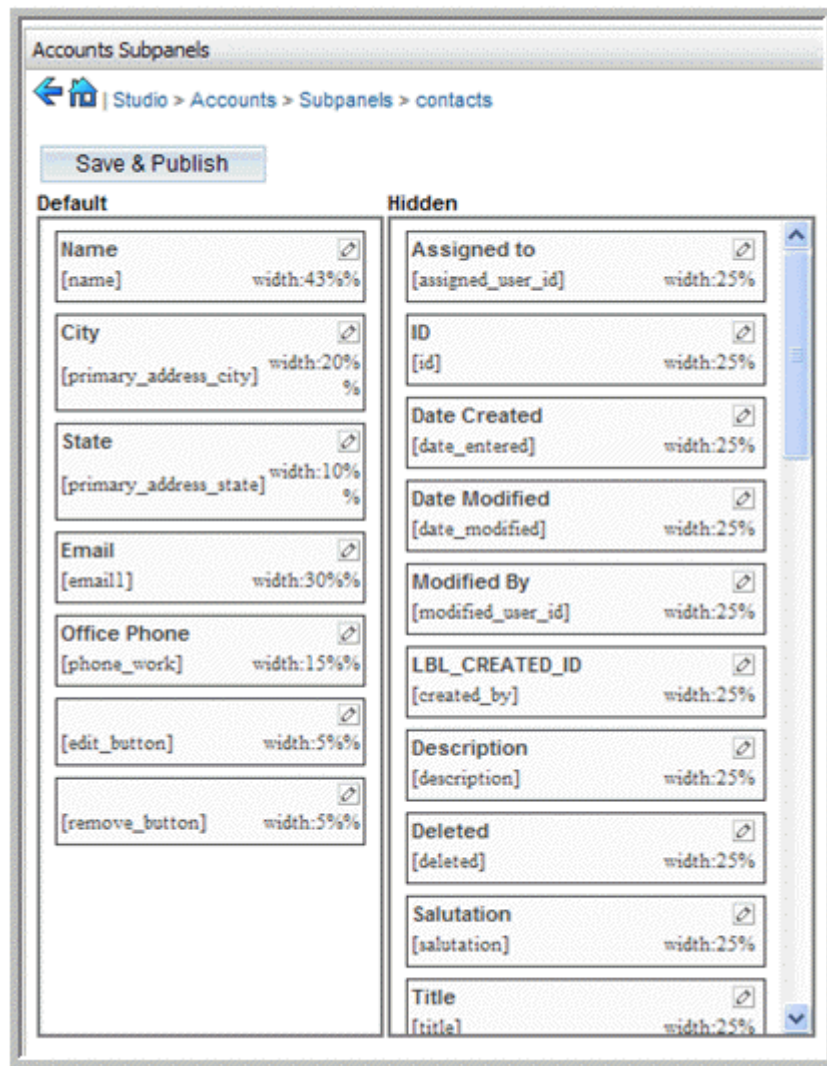 Accounts Subpanels
| Studio > Accounts > Subpanels > contacts
Save & Publish
Default
Name
[name] width:43%%
City
[primary_address_city] width:20%
%
State
[primary_address_state] width:10%
%
Email
[email1] width:30%%
Office Phone
[phone_work] width:15%%
[edit_button] width:5%%
[remove_button] width:5%%
Hidden
Assigned to
[assigned_user_id] width:25%
ID
[id] width:25%
Date Created
[date_entered] width:25%
Date Modified
[date_modified] width:25%
Modified By
[modified_user_id] width:25%
LBL_CREATED_ID
[created_by] width:25%
Description
[description] width:25%
Deleted
[deleted] width:25%
Salutation
[salutation] width:25%
Title
[title] width:25%